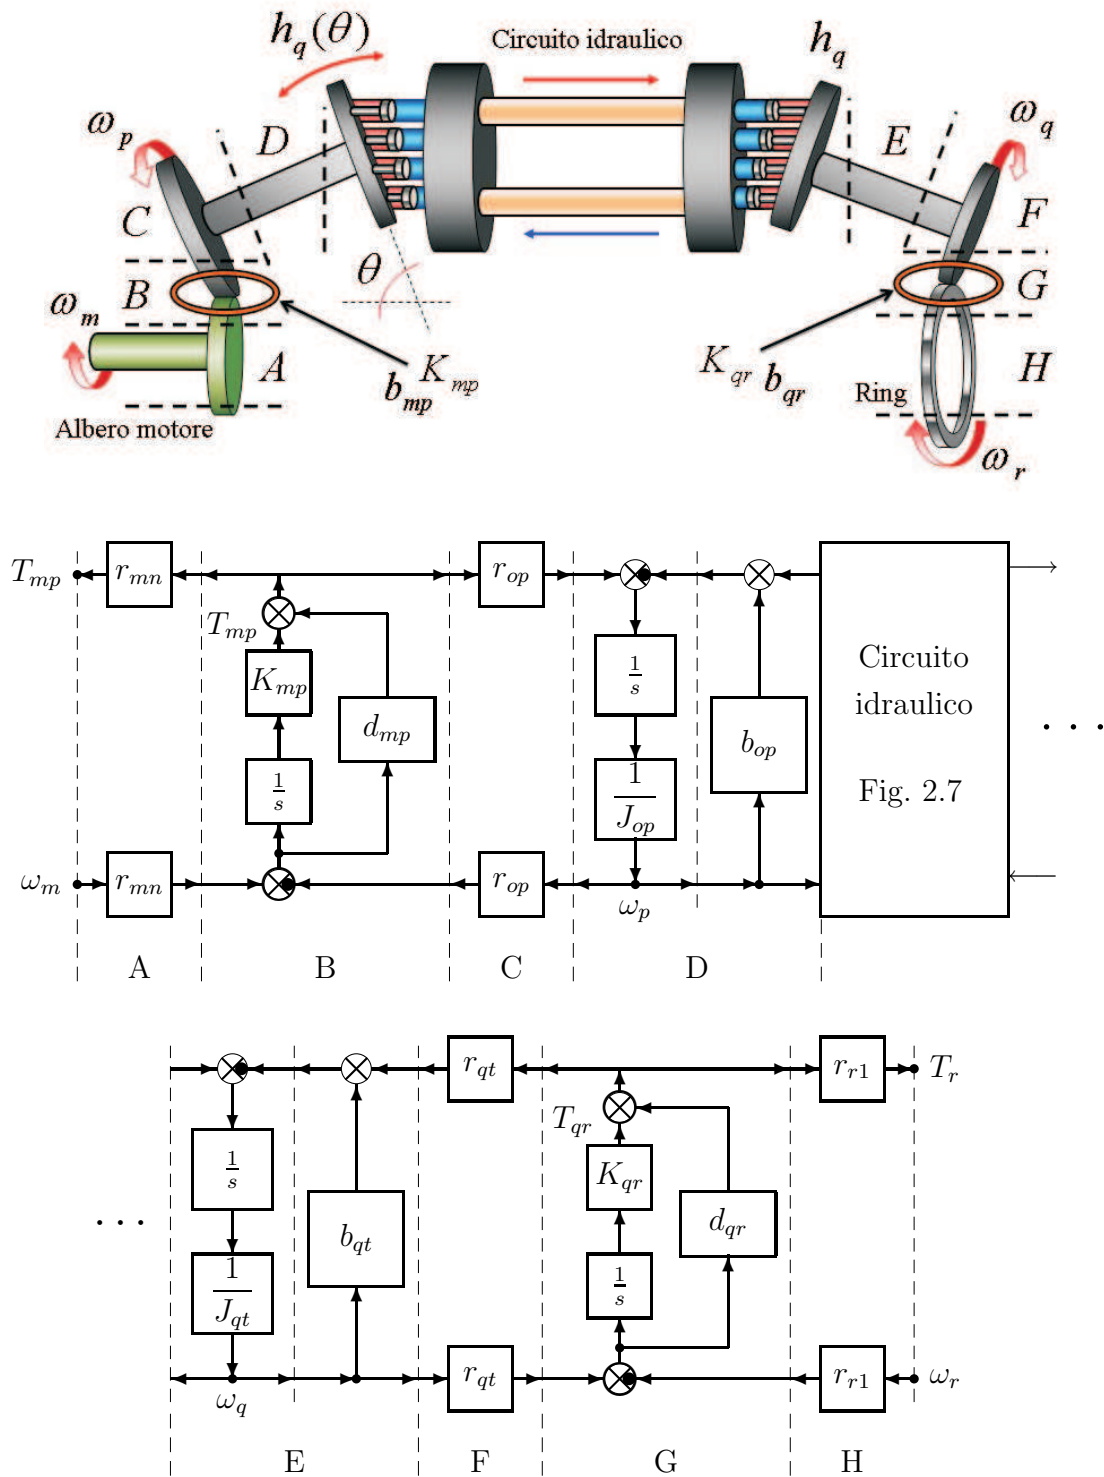 h_q(θ)
Circuito idraulico
h_q
ω_p
D
E
ω_q
C
F
θ
B
G
ω_m
K_mp
b_mp
K_qr
b_qr
A
H
Ring
Albero motore
ω_r
T_mp
r_mn
r_op
T_mp
K_mp
d_mp
1/s
1/s
b_op
1/J_op
Circuito
idraulico
Fig. 2.7
. . .
ω_m
r_mn
r_op
ω_p
A
B
C
D
r_qt
r_r1
T_r
T_qr
1/s
K_qr
. . .
b_qt
d_qr
1/J_qt
1/s
r_qt
r_r1
ω_r
ω_q
E
F
G
H